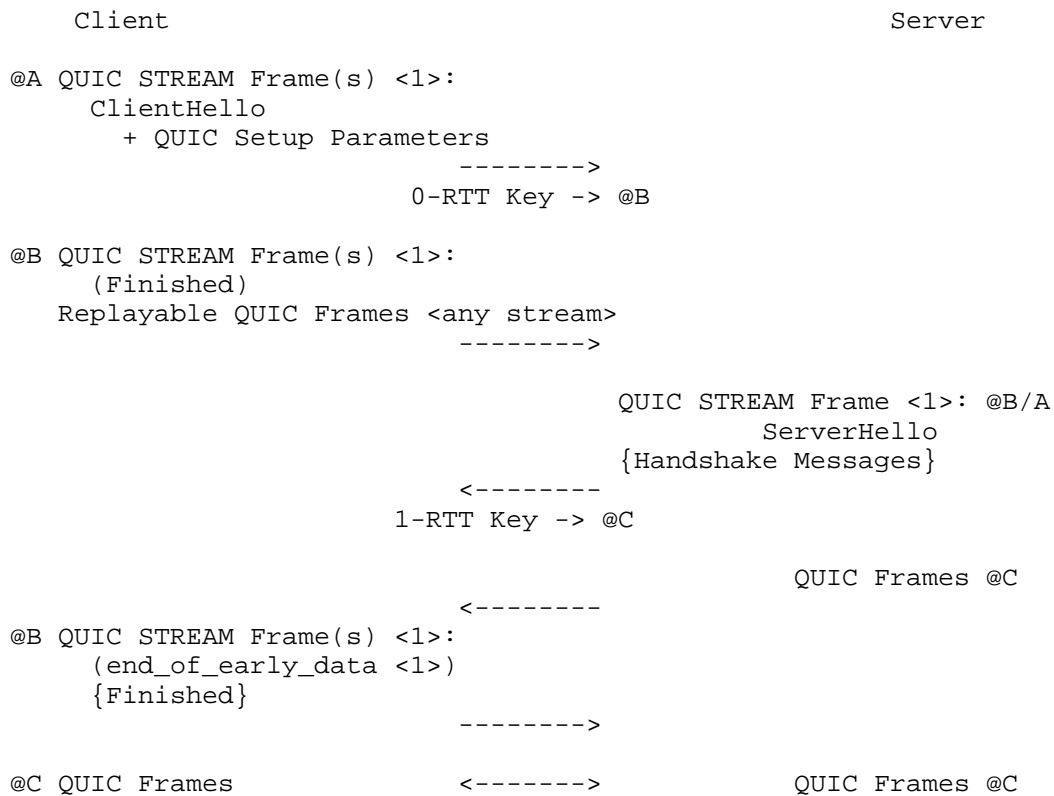 Client Server
@A QUIC STREAM Frame(s) <1>:
ClientHello
+ QUIC Setup Parameters
-------->
0-RTT Key -> @B
@B QUIC STREAM Frame(s) <1>:
(Finished)
Replayable QUIC Frames <any stream>
-------->
QUIC STREAM Frame <1>: @B/A
ServerHello
{Handshake Messages}
<--------
1-RTT Key -> @C
QUIC Frames @C
<--------
@B QUIC STREAM Frame(s) <1>:
(end_of_early_data <1>)
{Finished}
-------->
@C QUIC Frames <-------> QUIC Frames @C